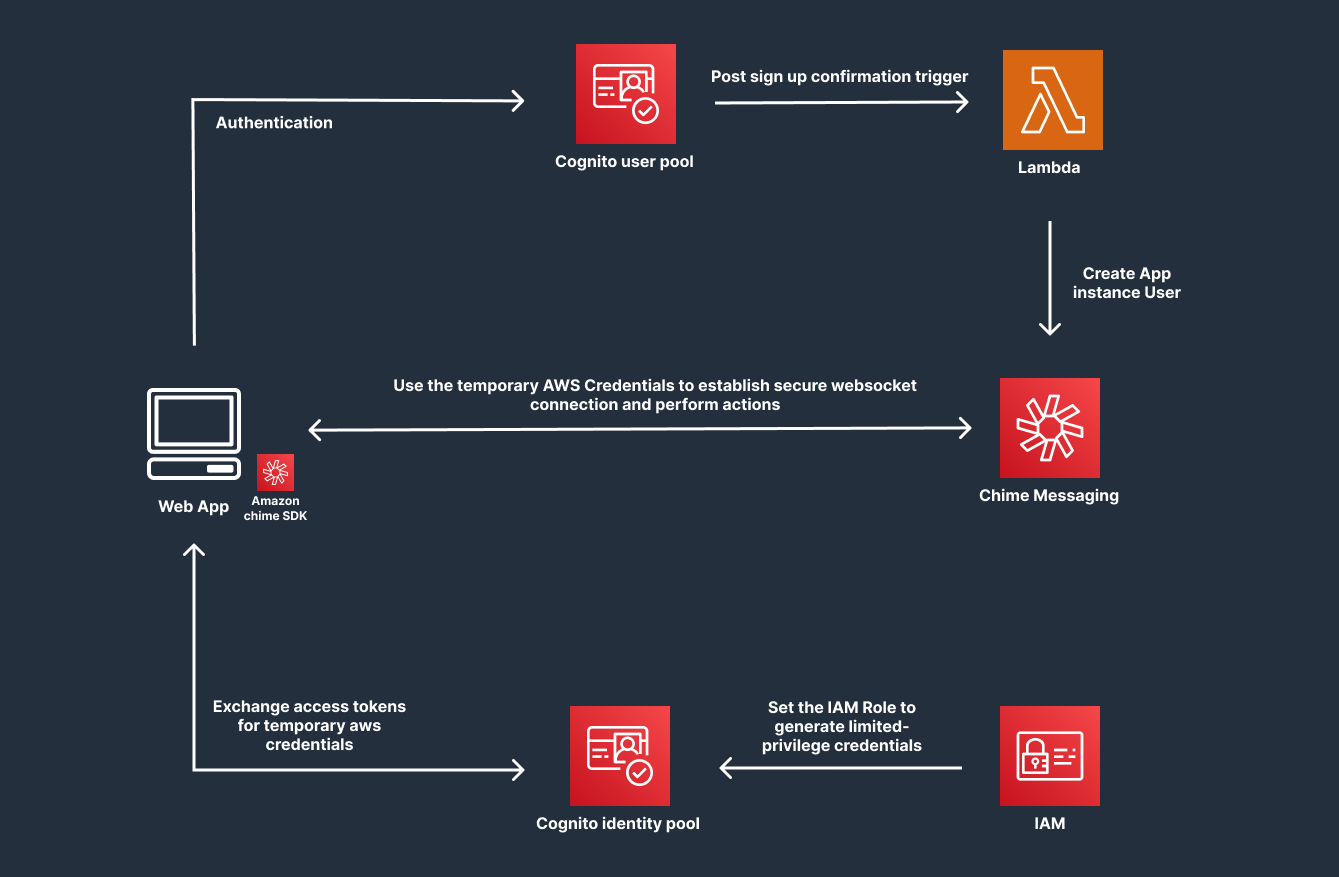 Post sign up confirmation trigger
Authentication
Cognito user pool
Lambda
Create App
instance User
Use the temporary AWS Credentials to establish secure websocket
connection and perform actions
Web App
Amazon
chime SDK
Chime Messaging
Exchange access tokens
for temporary aws
credentials
Set the IAM Role to
generate limited-
privilege credentials
Cognito identity pool
IAM